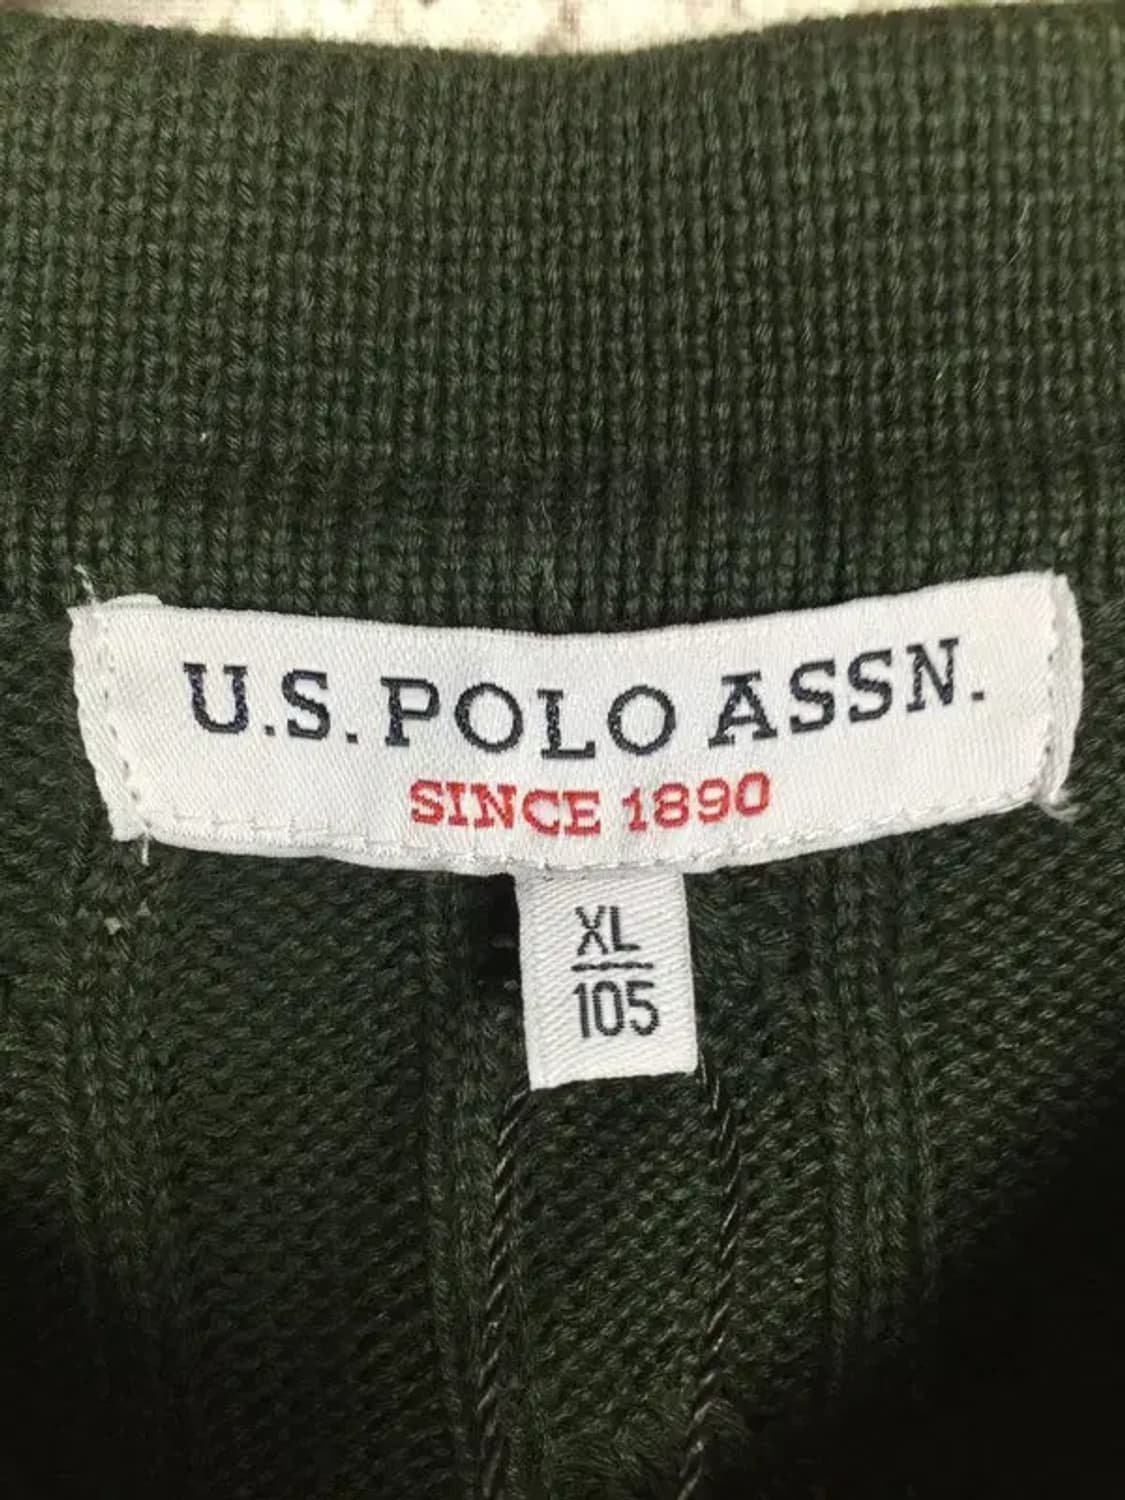 U.S. POLO ASSN.
SINCE 1890
XL
105